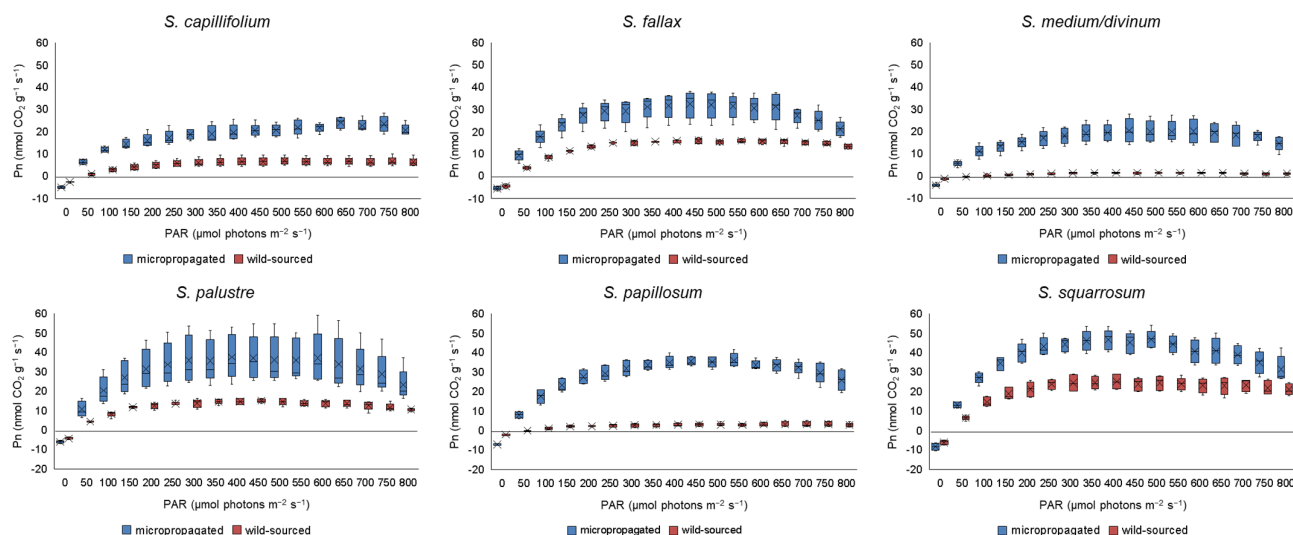 S. capillifolium
60
50
40
30
20
10
0
-10
Pn (nmol CO₂ g⁻¹ s⁻¹)
0 50 100 150 200 250 300 350 400 450 500 550 600 650 700 800
PAR (µmol photons m⁻² s⁻¹)
micropropagated wild-sourced
S. fallax
60
50
40
30
20
10
0
-10
Pn (nmol CO₂ g⁻¹ s⁻¹)
0 50 100 150 200 250 300 350 400 450 500 550 600 650 700 800
PAR (µmol photons m⁻² s⁻¹)
micropropagated wild-sourced
S. medium/divinum
60
50
40
30
20
10
0
-10
Pn (nmol CO₂ g⁻¹ s⁻¹)
0 50 100 150 200 250 300 350 400 450 500 550 600 650 700 800
PAR (µmol photons m⁻² s⁻¹)
micropropagated wild-sourced
S. palustre
60
50
40
30
20
10
0
-10
-20
Pn (nmol CO₂ g⁻¹ s⁻¹)
0 50 100 150 200 250 300 350 400 450 500 550 600 650 700 800
PAR (µmol photons m⁻² s⁻¹)
micropropagated wild-sourced
S. papillosum
60
50
40
30
20
10
0
-10
-20
Pn (nmol CO₂ g⁻¹ s⁻¹)
0 50 100 150 200 250 300 350 400 450 500 550 600 650 700 800
PAR (µmol photons m⁻² s⁻¹)
micropropagated wild-sourced
S. squarrosum
60
50
40
30
20
10
0
-10
-20
Pn (nmol CO₂ g⁻¹ s⁻¹)
0 50 100 150 200 250 300 350 400 450 500 550 600 650 700 800
PAR (µmol photons m⁻² s⁻¹)
micropropagated wild-sourced